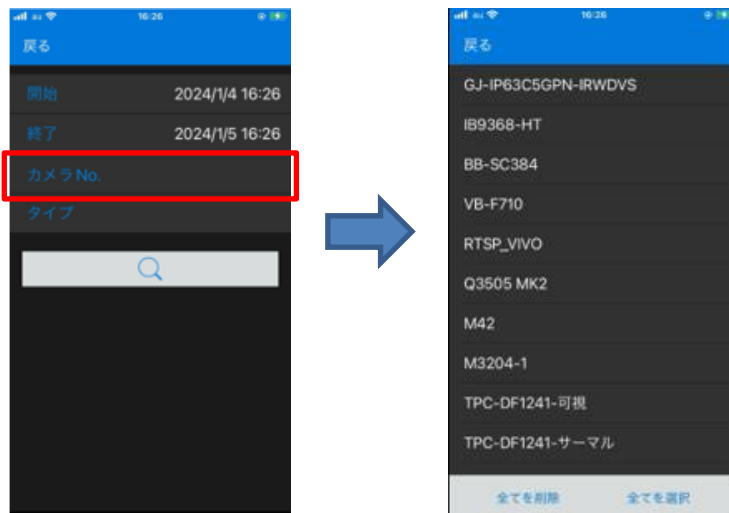 au 16:26
戻る
開始 2024/1/4 16:26
終了 2024/1/5 16:26
カメラ No.
タイプ
au 16:26
戻る
GJ-IP63C5GPN-IRWDVS
IB9368-HT
BB-SC384
VB-F710
RTSP_VIVO
Q3505 MK2
M42
M3204-1
TPC-DF1241-可視
TPC-DF1241-サーマル
全てを削除 全てを選択